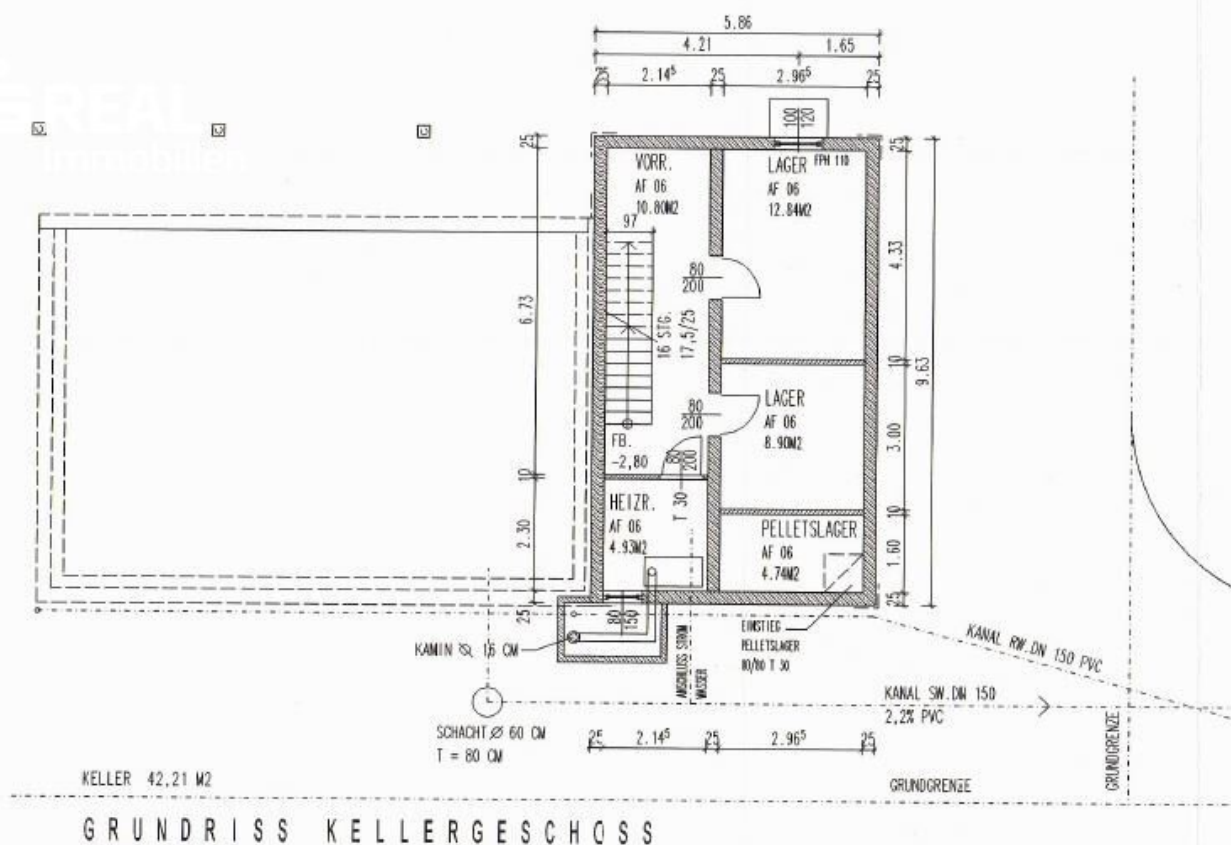 REAL
Immobilien
5.86
4.21 1.65
25 2.14⁵ 25 2.96⁵ 25
100
120
FPH 110
25
6.73
10
2.30
25
VORR.
AF 06
10.80M2
97
16 STG.
17,5/25
FB.
-2,80
LAGER
AF 06
12.84M2
80
200
LAGER
AF 06
8.90M2
80
200
80
200
T 30
HEIZR.
AF 06
4.93M2
PELLETSLAGER
AF 06
4.74M2
25
4.33
10
3.00
10
1.60
25
9.63
80
150
KAMIN Ø 16 CM
ANSCHLUSS STROM
WASSER
EINSTIEG
PELLETSLAGER
80/80 T 30
KANAL RW.DN 150 PVC
KANAL SW.DN 150
2,2% PVC
SCHACHT Ø 60 CM
T = 80 CM
25 2.14⁵ 25 2.96⁵ 25
GRUNDGRENZE
KELLER 42,21 M2
GRUNDGRENZE
GRUNDRISS KELLERGESCHOSS